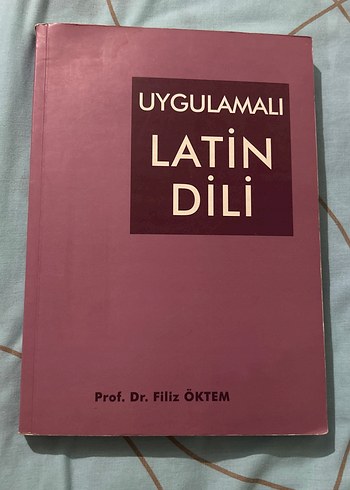 UYGULAMALI
LATİN
DİLİ
Prof. Dr. Filiz ÖKTEM